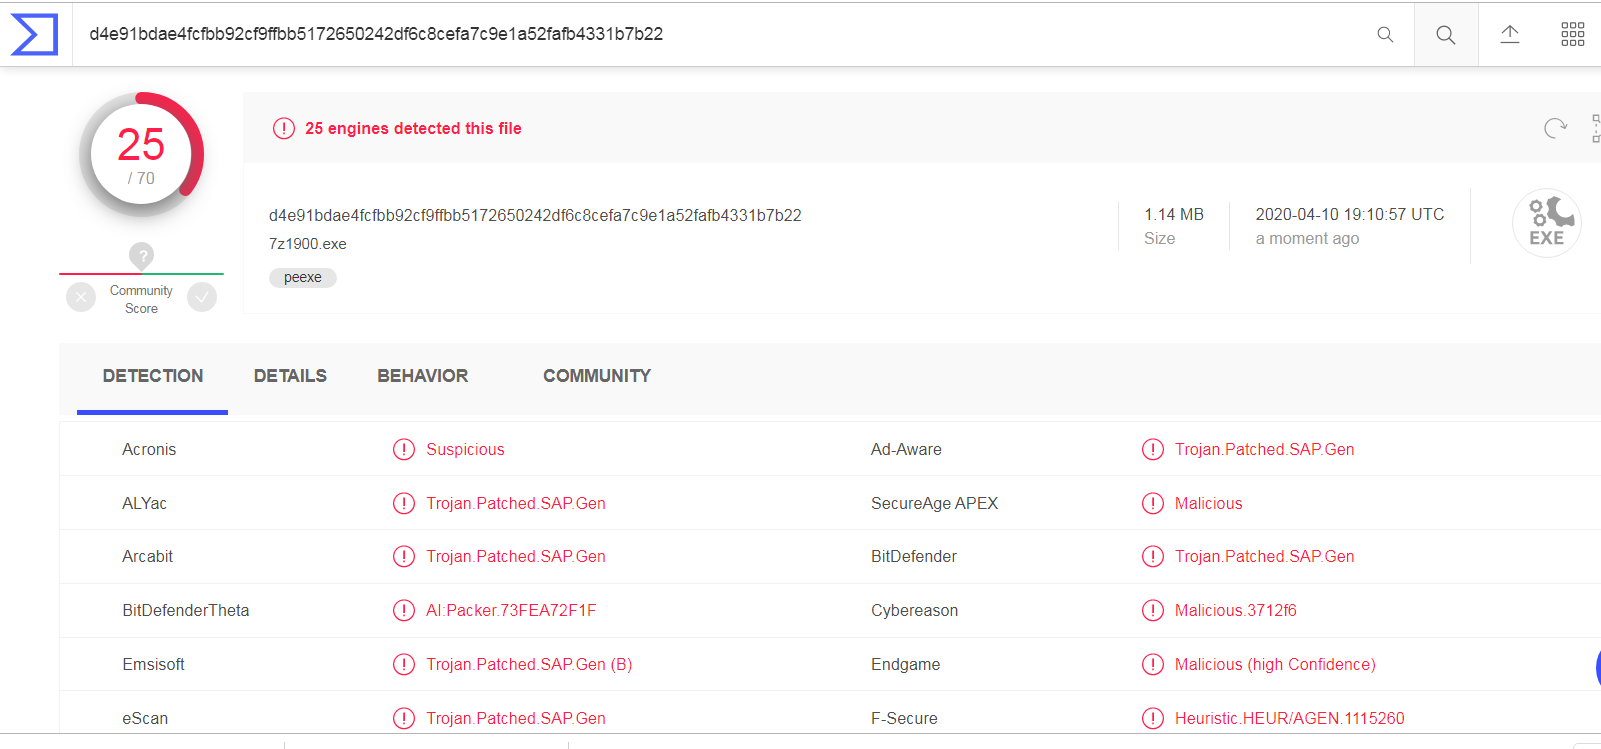 d4e91bdae4fcfbb92cf9ffbb5172650242df6c8cefa7c9e1a52fafb4331b7b22
25
/ 70
25 engines detected this file
d4e91bdae4fcfbb92cf9ffbb5172650242df6c8cefa7c9e1a52fafb4331b7b22
7z1900.exe
peexe
1.14 MB
Size
2020-04-10 19:10:57 UTC
a moment ago
EXE
?
Community
Score
DETECTION DETAILS BEHAVIOR COMMUNITY
Acronis Suspicious Ad-Aware Trojan.Patched.SAP.Gen
ALYac Trojan.Patched.SAP.Gen SecureAge APEX Malicious
Arcabit Trojan.Patched.SAP.Gen BitDefender Trojan.Patched.SAP.Gen
BitDefenderTheta AI:Packer.73FEA72F1F Cybereason Malicious.3712f6
Emsisoft Trojan.Patched.SAP.Gen (B) Endgame Malicious (high Confidence)
eScan Trojan.Patched.SAP.Gen F-Secure Heuristic.HEUR/AGEN.1115260